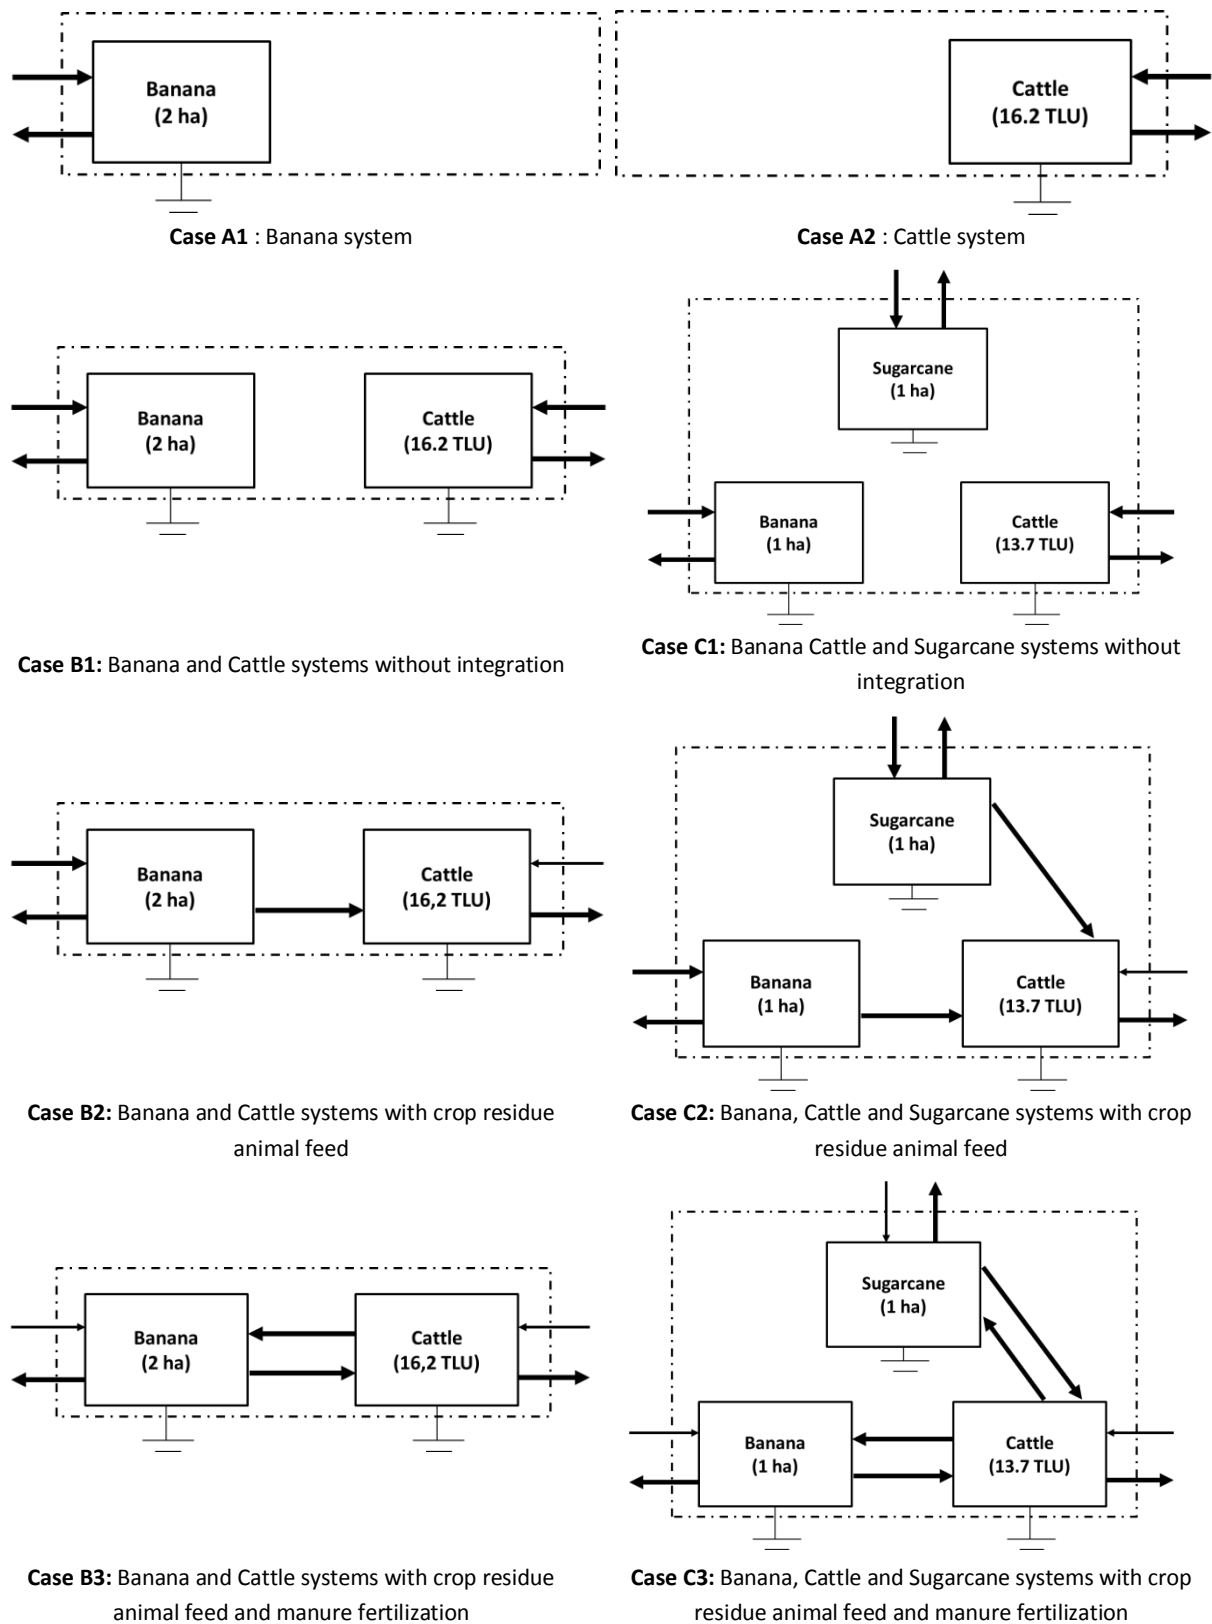 Banana
(2 ha)
Cattle
(16.2 TLU)
Case A1 : Banana system
Case A2 : Cattle system
Banana
(2 ha)
Cattle
(16.2 TLU)
Case B1: Banana and Cattle systems without integration
Sugarcane
(1 ha)
Banana
(1 ha)
Cattle
(13.7 TLU)
Case C1: Banana Cattle and Sugarcane systems without
integration
Banana
(2 ha)
Cattle
(16,2 TLU)
Case B2: Banana and Cattle systems with crop residue
animal feed
Sugarcane
(1 ha)
Banana
(1 ha)
Cattle
(13.7 TLU)
Case C2: Banana, Cattle and Sugarcane systems with crop
residue animal feed
Banana
(2 ha)
Cattle
(16,2 TLU)
Case B3: Banana and Cattle systems with crop residue
animal feed and manure fertilization
Sugarcane
(1 ha)
Banana
(1 ha)
Cattle
(13.7 TLU)
Case C3: Banana, Cattle and Sugarcane systems with crop
residue animal feed and manure fertilization